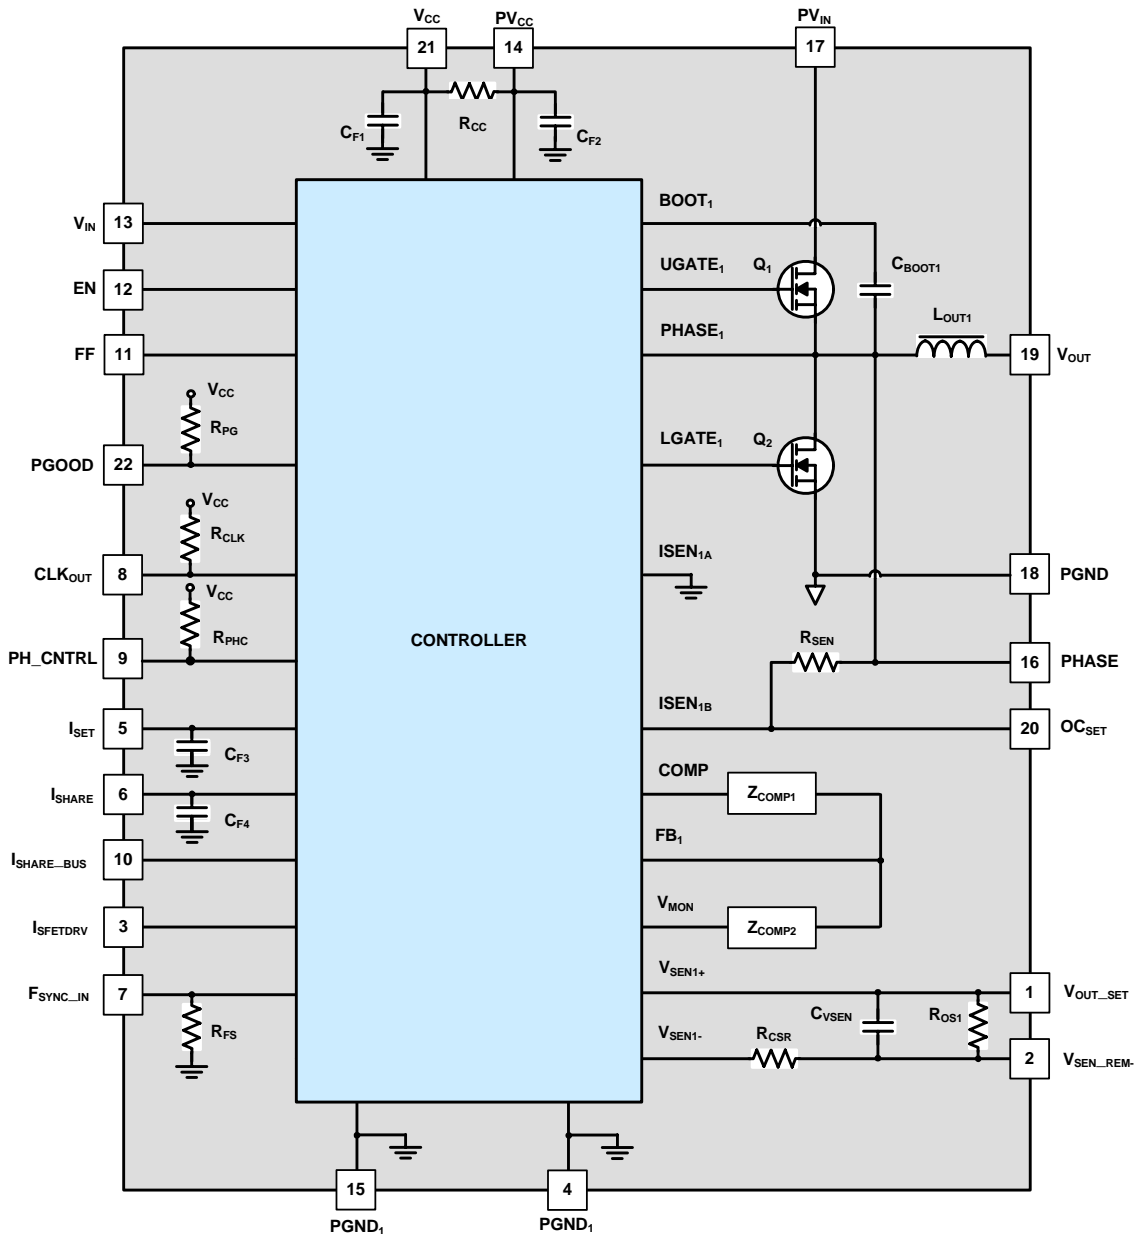 VCC
PVCC
PVIN
21
14
17
CF1
RCC
CF2
VIN
13
BOOT1
CBOOT1
EN
12
UGATE1
Q1
LOUT1
FF
11
PHASE1
19
VOUT
VCC
RPG
PGOOD
22
LGATE1
Q2
VCC
RCLK
CLKOUT
8
ISEN1A
18
PGND
VCC
RPHC
CONTROLLER
RSEN
PH_CNTRL
9
16
PHASE
ISET
5
CF3
ISEN1B
20
OCSET
ISHARE
6
CF4
COMP
ZCOMP1
ISHARE_BUS
10
FB1
ISFETDRV
3
VMON
ZCOMP2
FSYNC_IN
7
VSEN1+
1
VOUT_SET
RFS
CVSEN
ROS1
VSEN1-
RCSR
2
VSEN_REM-
15
4
PGND1
PGND1